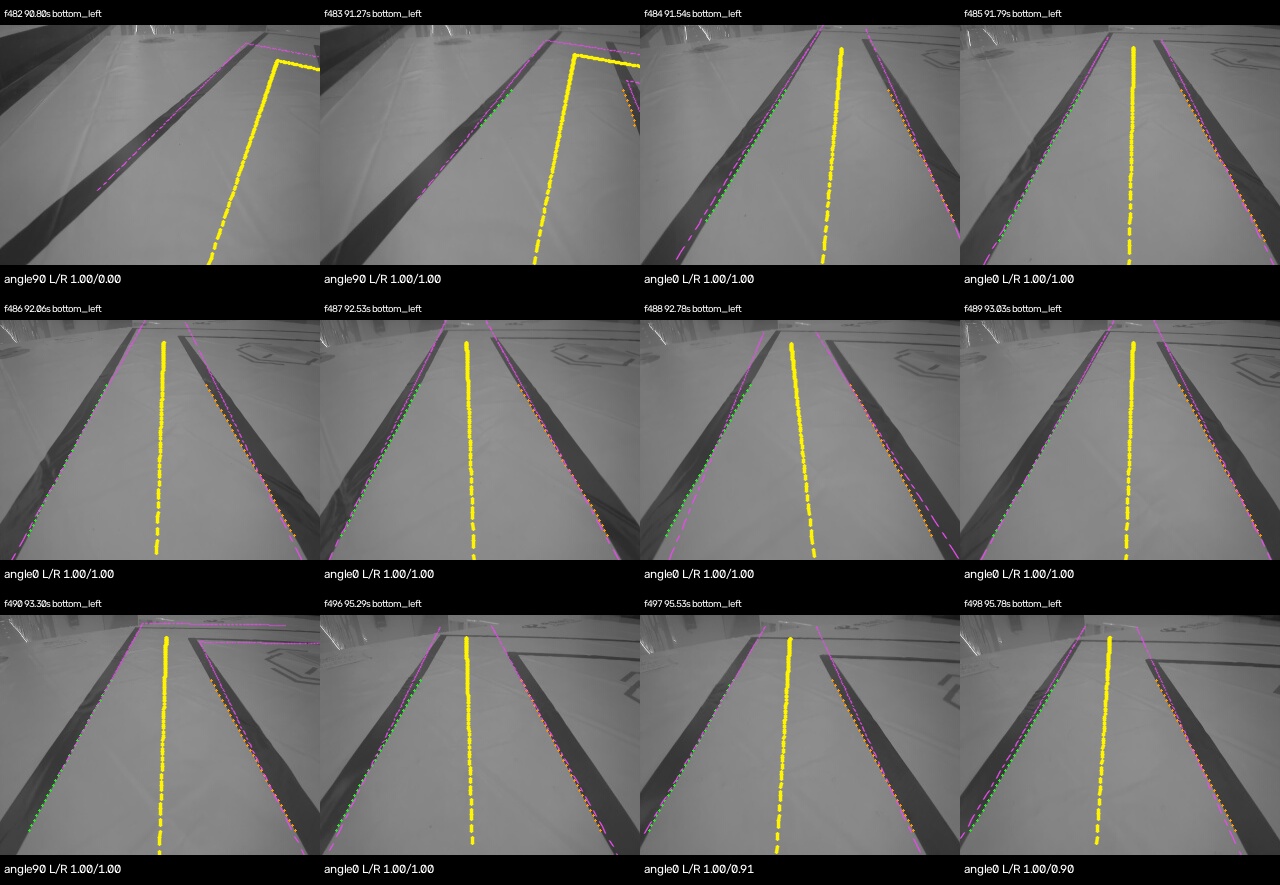 f482 90.80s bottom_left
f483 91.27s bottom_left
f484 91.54s bottom_left
f485 91.79s bottom_left
angle90 L/R 1.00/0.00
angle90 L/R 1.00/1.00
angle0 L/R 1.00/1.00
angle0 L/R 1.00/1.00
f486 92.06s bottom_left
f487 92.53s bottom_left
f488 92.78s bottom_left
f489 93.03s bottom_left
angle0 L/R 1.00/1.00
angle0 L/R 1.00/1.00
angle0 L/R 1.00/1.00
angle0 L/R 1.00/1.00
f490 93.30s bottom_left
f496 95.29s bottom_left
f497 95.53s bottom_left
f498 95.78s bottom_left
angle90 L/R 1.00/1.00
angle0 L/R 1.00/1.00
angle0 L/R 1.00/0.91
angle0 L/R 1.00/0.90